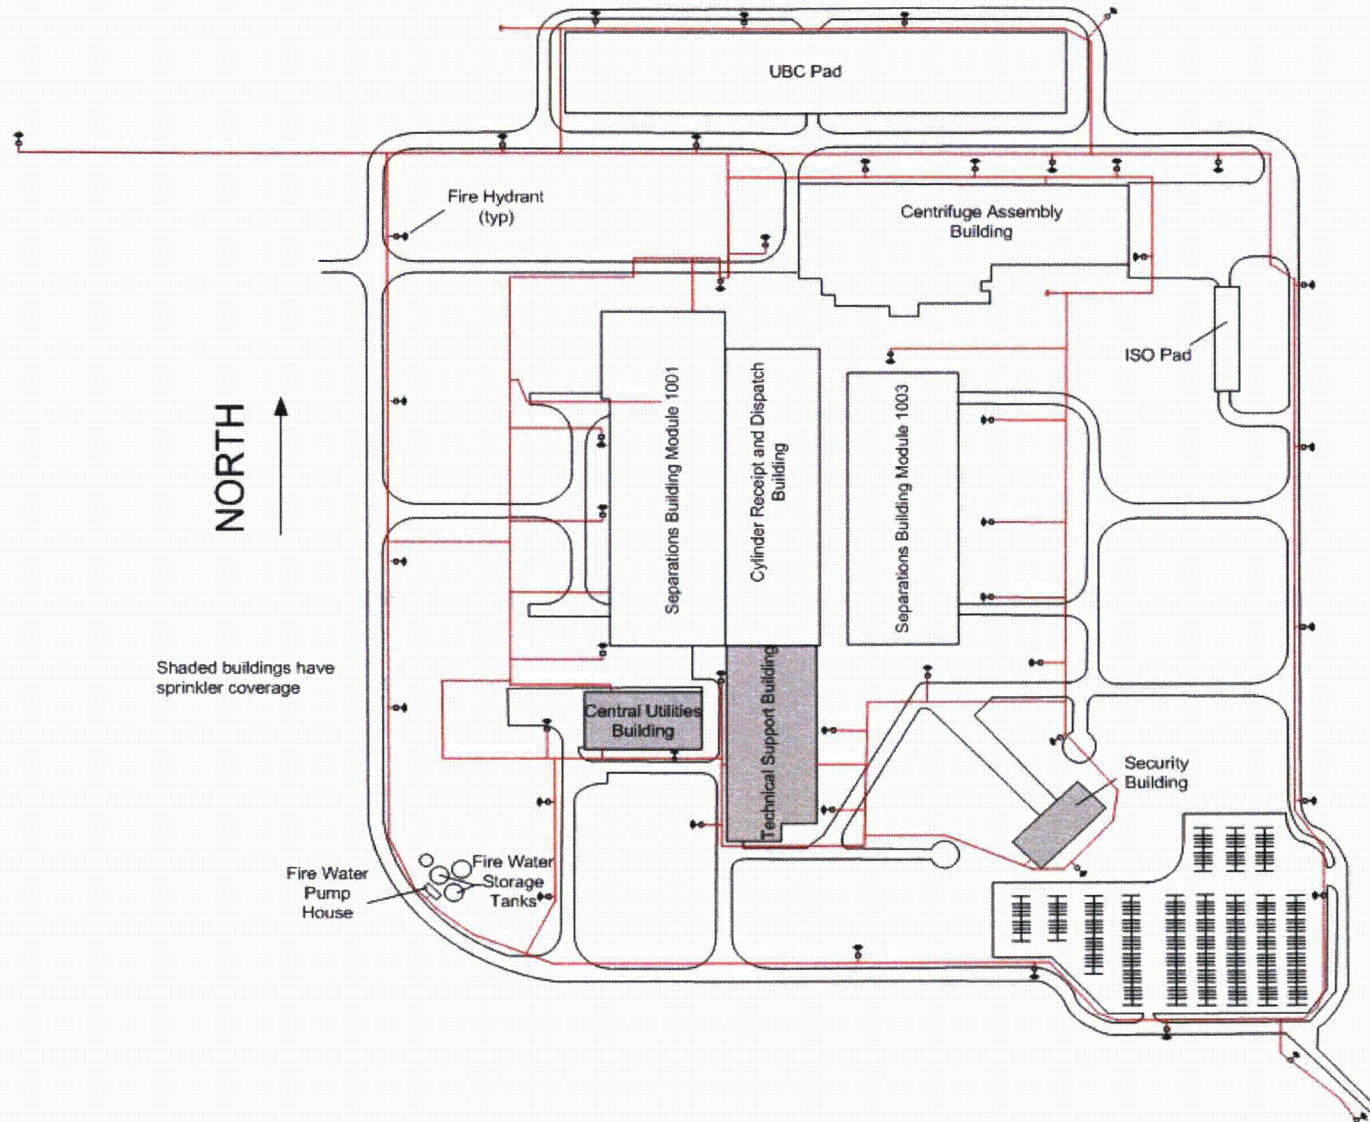 UBC Pad
Fire Hydrant
(typ)
Centrifuge Assembly
Building
ISO Pad
NORTH
Separations Building Module 1001
Cylinder Receipt and Dispatch
Building
Separations Building Module 1003
Shaded buildings have
sprinkler coverage
Central Utilities
Building
Technical Support Building
Security
Building
Fire Water
Pump
House
Fire Water
Storage
Tanks